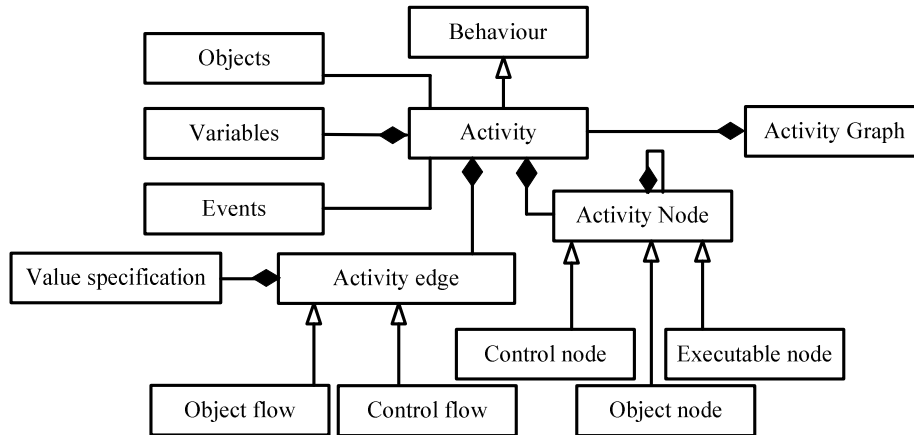 Behaviour
Objects
Variables
Activity
Activity Graph
Events
Activity Node
Value specification
Activity edge
Control node
Executable node
Object flow
Control flow
Object node